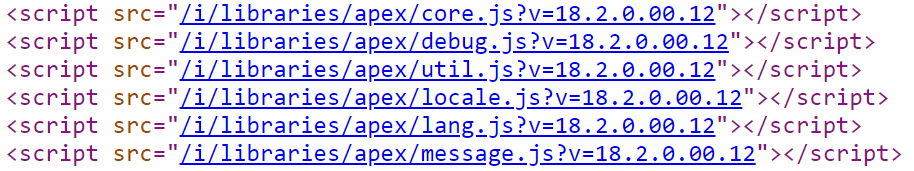 <script src="/i/libraries/apex/core.js?v=18.2.0.00.12"></script>
<script src="/i/libraries/apex/debug.js?v=18.2.0.00.12"></script>
<script src="/i/libraries/apex/util.js?v=18.2.0.00.12"></script>
<script src="/i/libraries/apex/locale.js?v=18.2.0.00.12"></script>
<script src="/i/libraries/apex/lang.js?v=18.2.0.00.12"></script>
<script src="/i/libraries/apex/message.js?v=18.2.0.00.12"></script>